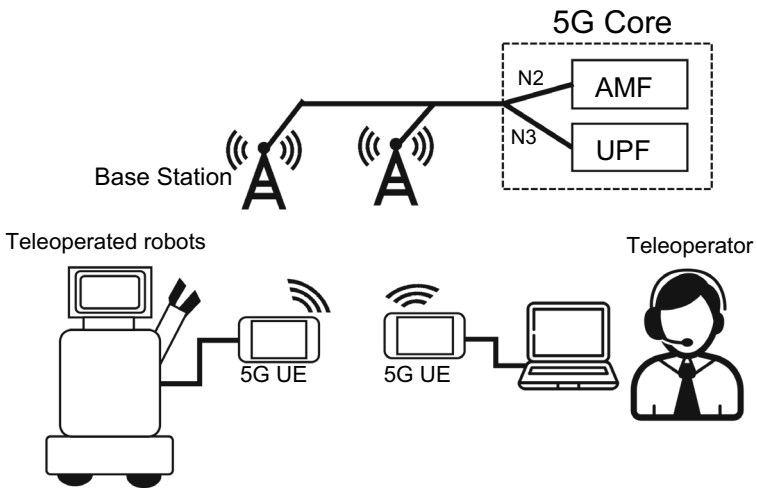 5G Core
N2
AMF
N3
UPF
Base Station
Teleoperated robots
Teleoperator
5G UE
5G UE